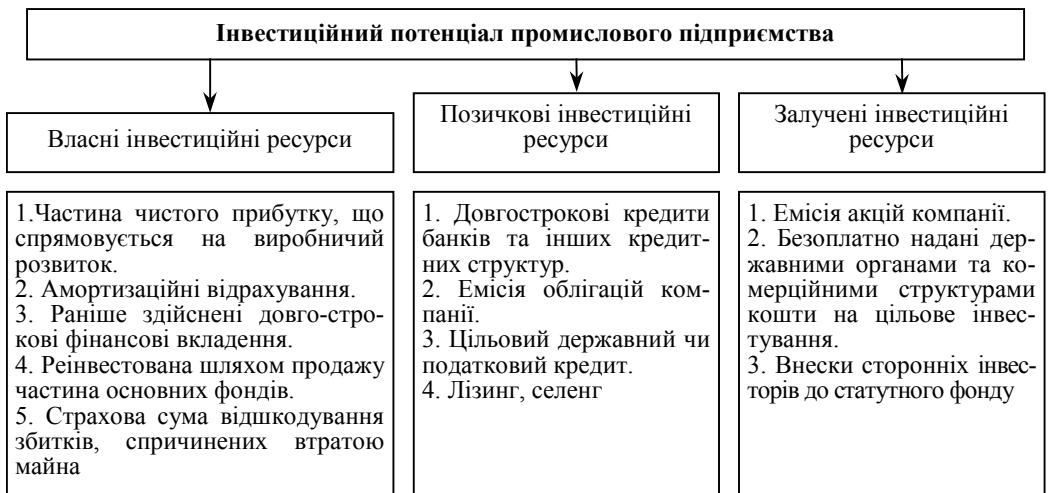 Інвестиційний потенціал промислового підприємства
Власні інвестиційні ресурси
Позичкові інвестиційні
ресурси
Залучені інвестиційні
ресурси
1.Частина чистого прибутку, що
спрямовується на виробничий
розвиток.
2. Амортизаційні відрахування.
3. Раніше здійснені довго-стро-
кові фінансові вкладення.
4. Реінвестована шляхом продажу
частина основних фондів.
5. Страхова сума відшкодування
збитків, спричинених втратою
майна
1. Довгострокові кредити
банків та інших кредит-
них структур.
2. Емісія облігацій ком-
панії.
3. Цільовий державний чи
податковий кредит.
4. Лізинг, селенг
1. Емісія акцій компанії.
2. Безоплатно надані дер-
жавними органами та ко-
мерційними структурами
кошти на цільове інвес-
тування.
3. Внески сторонніх інвес-
торів до статутного фонду